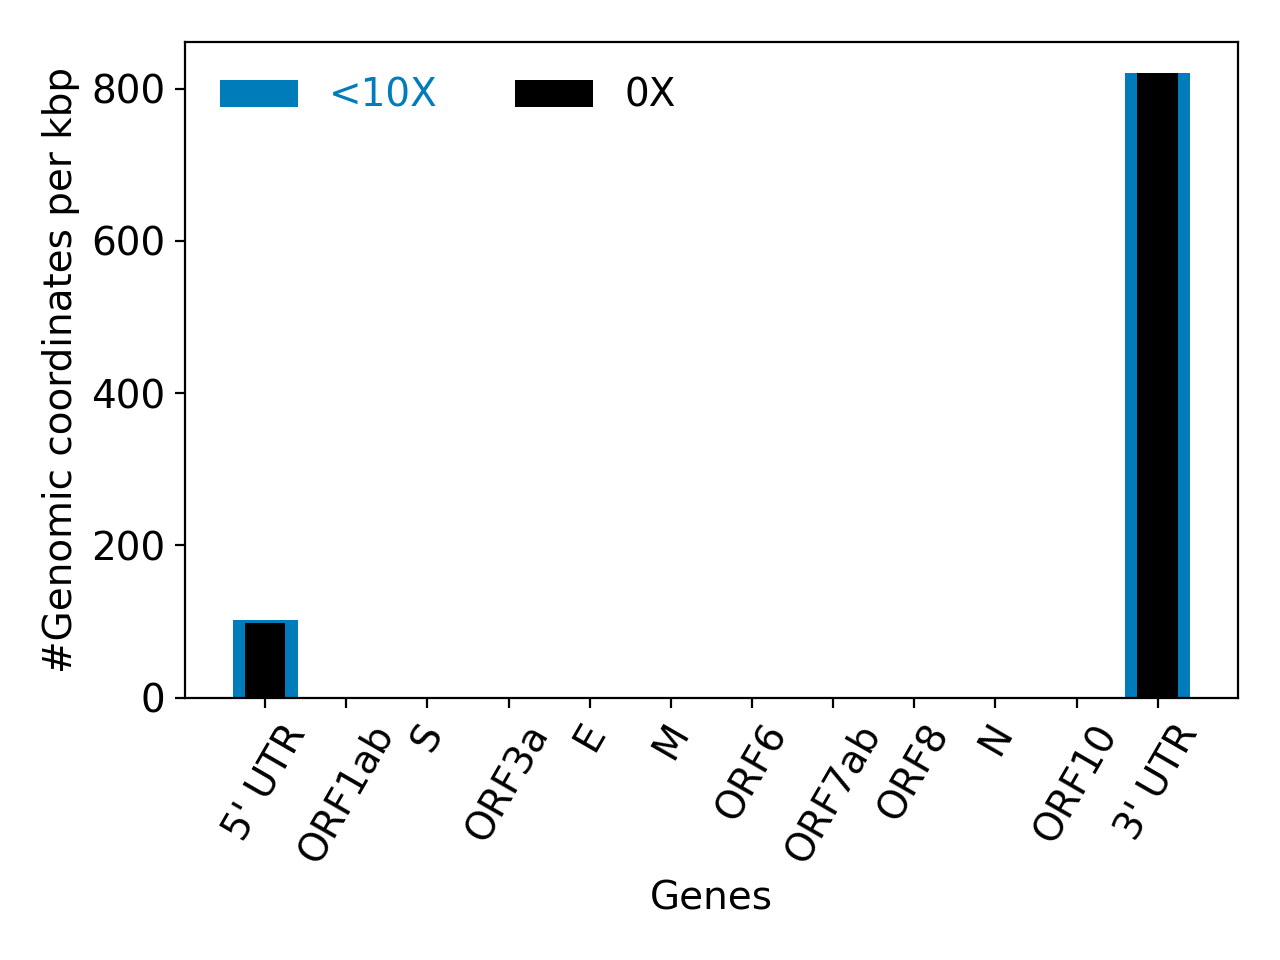 #Genomic coordinates per kbp
800
600
400
200
0
<10X
0X
5' UTR
ORF1ab
S
ORF3a
E
M
ORF6
ORF7ab
ORF8
N
ORF10
3' UTR
Genes